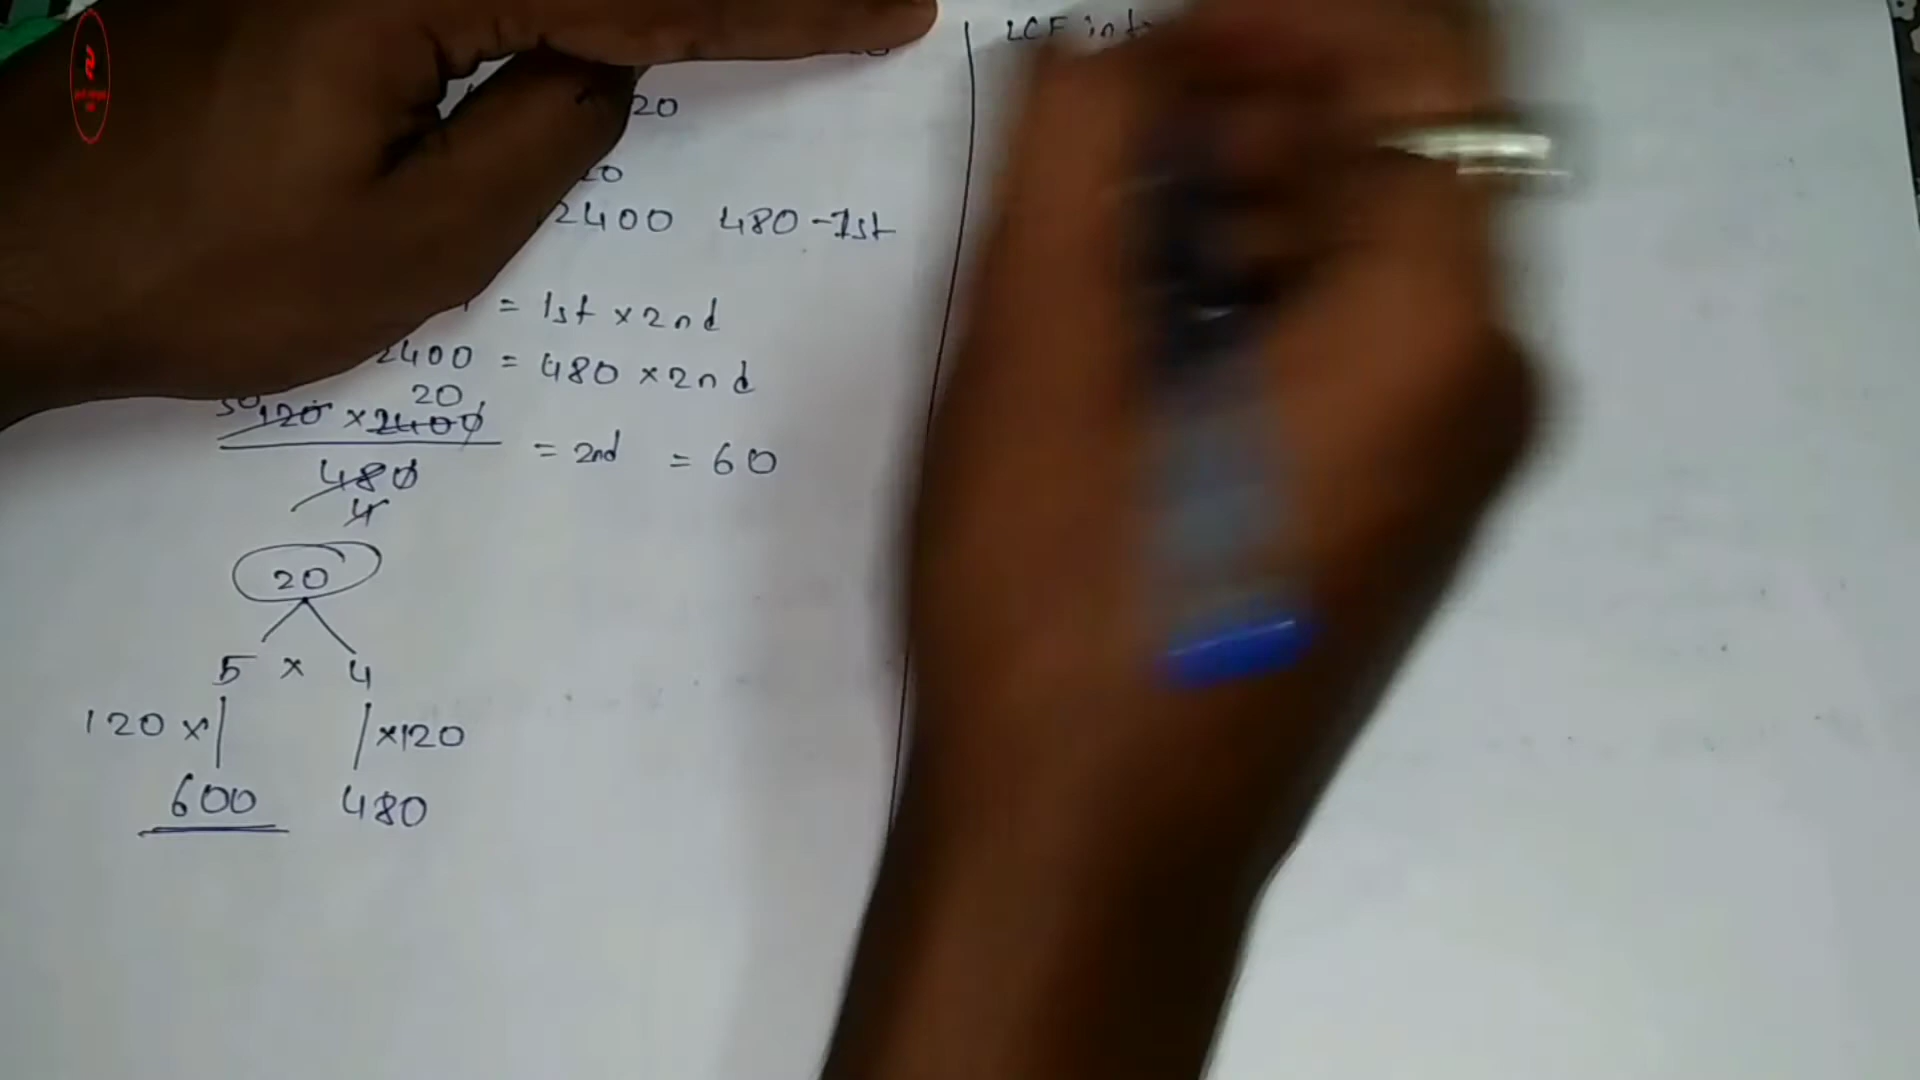 20
20
2400 480 -1st
= 1st × 2nd
2400 = 480 × 2nd
20
120 × 2400
= 2nd = 60
480
4
20
5 × 4
120 × ×120
600 480
LCF